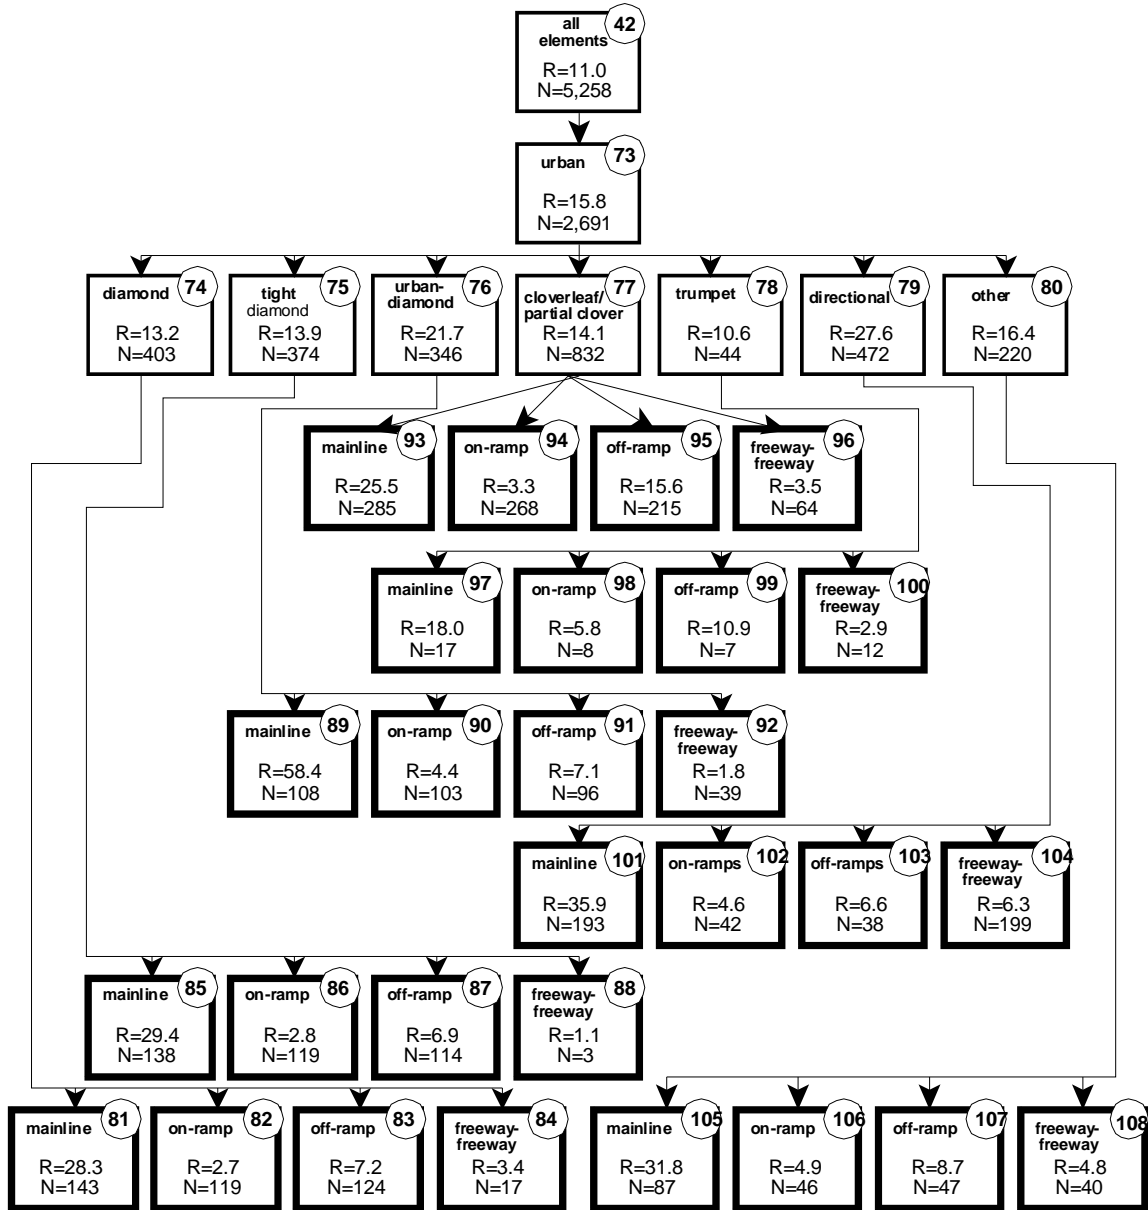 all
elements
42
R=11.0
N=5,258
urban
73
R=15.8
N=2,691
diamond
74
R=13.2
N=403
tight
diamond
75
R=13.9
N=374
urban-
diamond
76
R=21.7
N=346
cloverleaf/
partial clover
77
R=14.1
N=832
trumpet
78
R=10.6
N=44
directional
79
R=27.6
N=472
other
80
R=16.4
N=220
mainline
93
R=25.5
N=285
on-ramp
94
R=3.3
N=268
off-ramp
95
R=15.6
N=215
freeway-
freeway
96
R=3.5
N=64
mainline
97
R=18.0
N=17
on-ramp
98
R=5.8
N=8
off-ramp
99
R=10.9
N=7
freeway-
freeway
100
R=2.9
N=12
mainline
89
R=58.4
N=108
on-ramp
90
R=4.4
N=103
off-ramp
91
R=7.1
N=96
freeway-
freeway
92
R=1.8
N=39
mainline
101
R=35.9
N=193
on-ramps
102
R=4.6
N=42
off-ramps
103
R=6.6
N=38
freeway-
freeway
104
R=6.3
N=199
mainline
85
R=29.4
N=138
on-ramp
86
R=2.8
N=119
off-ramp
87
R=6.9
N=114
freeway-
freeway
88
R=1.1
N=3
mainline
81
R=28.3
N=143
on-ramp
82
R=2.7
N=119
off-ramp
83
R=7.2
N=124
freeway-
freeway
84
R=3.4
N=17
mainline
105
R=31.8
N=87
on-ramp
106
R=4.9
N=46
off-ramp
107
R=8.7
N=47
freeway-
freeway
108
R=4.8
N=40